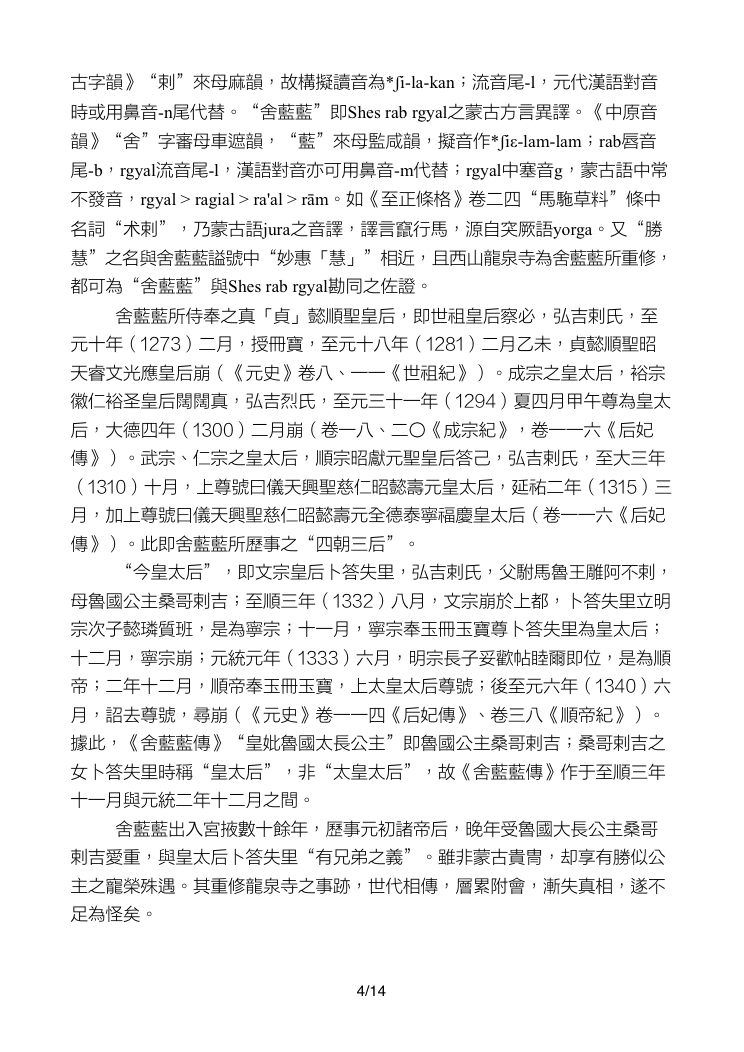 古字韻》“剌”來母麻韻，故構擬讀音為*ʃi-la-kan；流音尾-l，元代漢語對音
時或用鼻音-n尾代替。“舍藍藍”即Shes rab rgyal之蒙古方言異譯。《中原音
韻》“舍”字審母車遮韻，“藍”來母監咸韻，擬音作*ʃiɛ-lam-lam；rab唇音
尾-b，rgyal流音尾-l，漢語對音亦可用鼻音-m代替；rgyal中塞音g，蒙古語中常
不發音，rgyal > ragial > ra'al > rām。如《至正條格》卷二四“馬駞草料”條中
名詞“术剌”，乃蒙古語jura之音譯，譯言竄行馬，源自突厥語yorga。又“勝
慧”之名與舍藍藍謚號中“妙惠「慧」”相近，且西山龍泉寺為舍藍藍所重修，
都可為“舍藍藍”與Shes rab rgyal勘同之佐證。
舍藍藍所侍奉之真「貞」懿順聖皇后，即世祖皇后察必，弘吉剌氏，至
元十年（1273）二月，授冊寶，至元十八年（1281）二月乙未，貞懿順聖昭
天睿文光應皇后崩（《元史》卷八、一一《世祖紀》）。成宗之皇太后，裕宗
徽仁裕圣皇后闊闊真，弘吉烈氏，至元三十一年（1294）夏四月甲午尊為皇太
后，大德四年（1300）二月崩（卷一八、二〇《成宗紀》，卷一一六《后妃
傳》）。武宗、仁宗之皇太后，順宗昭獻元聖皇后答己，弘吉剌氏，至大三年
（1310）十月，上尊號曰儀天興聖慈仁昭懿壽元皇太后，延祐二年（1315）三
月，加上尊號曰儀天興聖慈仁昭懿壽元全德泰寧福慶皇太后（卷一一六《后妃
傳》）。此即舍藍藍所歷事之“四朝三后”。
“今皇太后”，即文宗皇后卜答失里，弘吉剌氏，父駙馬魯王雕阿不剌，
母魯國公主桑哥剌吉；至順三年（1332）八月，文宗崩於上都，卜答失里立明
宗次子懿璘質班，是為寧宗；十一月，寧宗奉玉冊玉寶尊卜答失里為皇太后；
十二月，寧宗崩；元統元年（1333）六月，明宗長子妥歡帖睦爾即位，是為順
帝；二年十二月，順帝奉玉冊玉寶，上太皇太后尊號；後至元六年（1340）六
月，詔去尊號，尋崩（《元史》卷一一四《后妃傳》、卷三八《順帝紀》）。
據此，《舍藍藍傳》“皇妣魯國太長公主”即魯國公主桑哥剌吉；桑哥剌吉之
女卜答失里時稱“皇太后”，非“太皇太后”，故《舍藍藍傳》作于至順三年
十一月與元統二年十二月之間。
舍藍藍出入宮掖數十餘年，歷事元初諸帝后，晚年受魯國大長公主桑哥
剌吉愛重，與皇太后卜答失里“有兄弟之義”。雖非蒙古貴冑，却享有勝似公
主之寵榮殊遇。其重修龍泉寺之事跡，世代相傳，層累附會，漸失真相，遂不
足為怪矣。
4/14